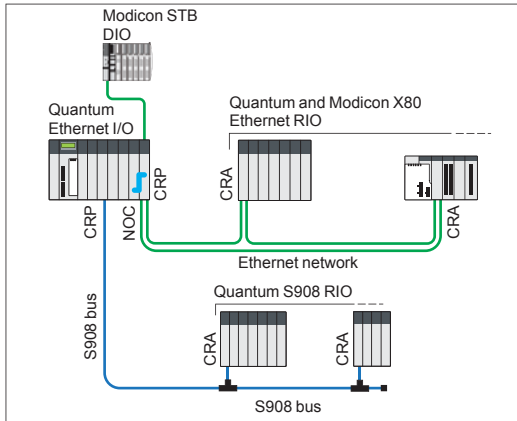 Modicon STB
DIO
Quantum
Ethernet I/O
Quantum and Modicon X80
Ethernet RIO
CRP
NOC
CRP
CRA
CRA
Ethernet network
Quantum S908 RIO
S908 bus
CRA
CRA
S908 bus